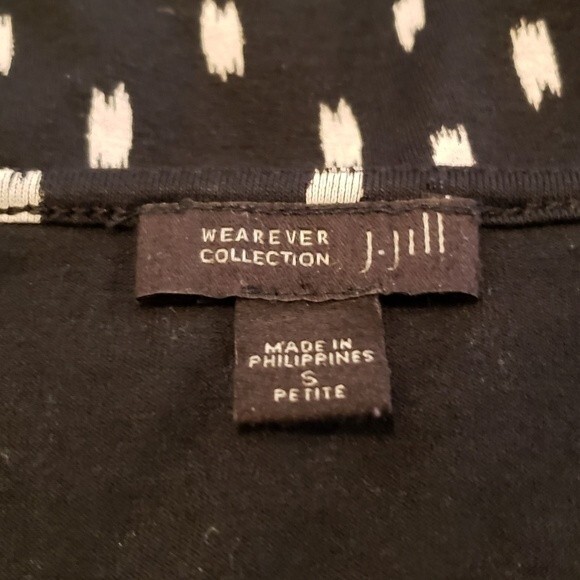 WEAREVER
COLLECTION
J.Jill
MADE IN
PHILIPPINES
S
PETITE